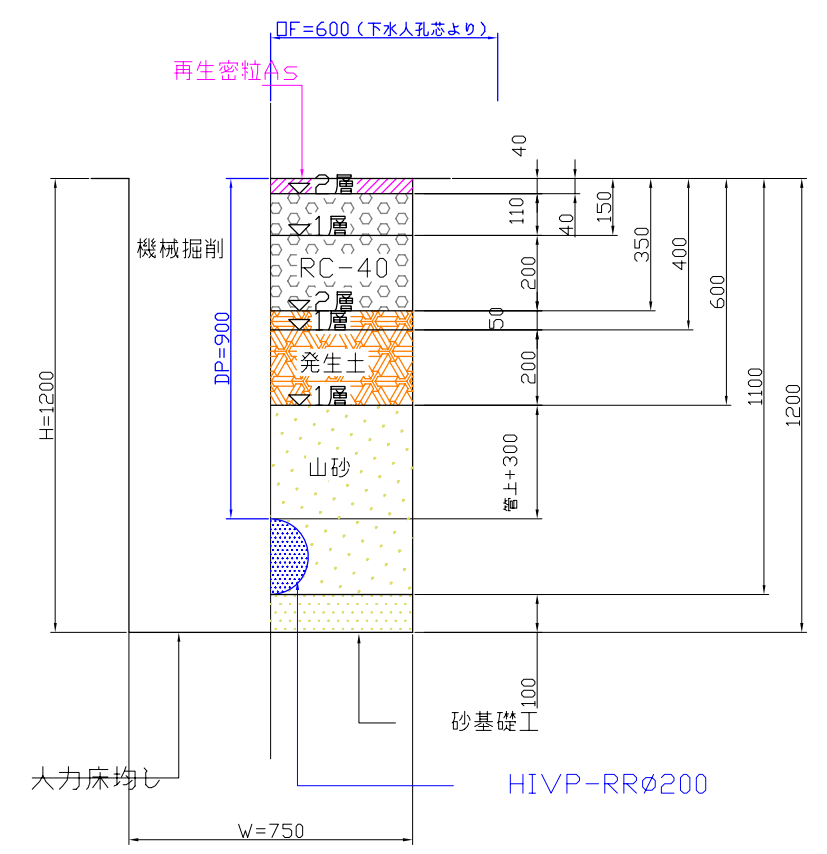 OF=600(下水人孔芯より)
再生密粒As
40
2層
110
40
150
1層
機械掘削
350
400
RC-40
200
600
2層
50
1層
DP=900
発生土
200
H=1200
1層
1100
1200
山砂
管上+300
100
砂基礎工
人力床均し
HIVP-RRØ200
W=750